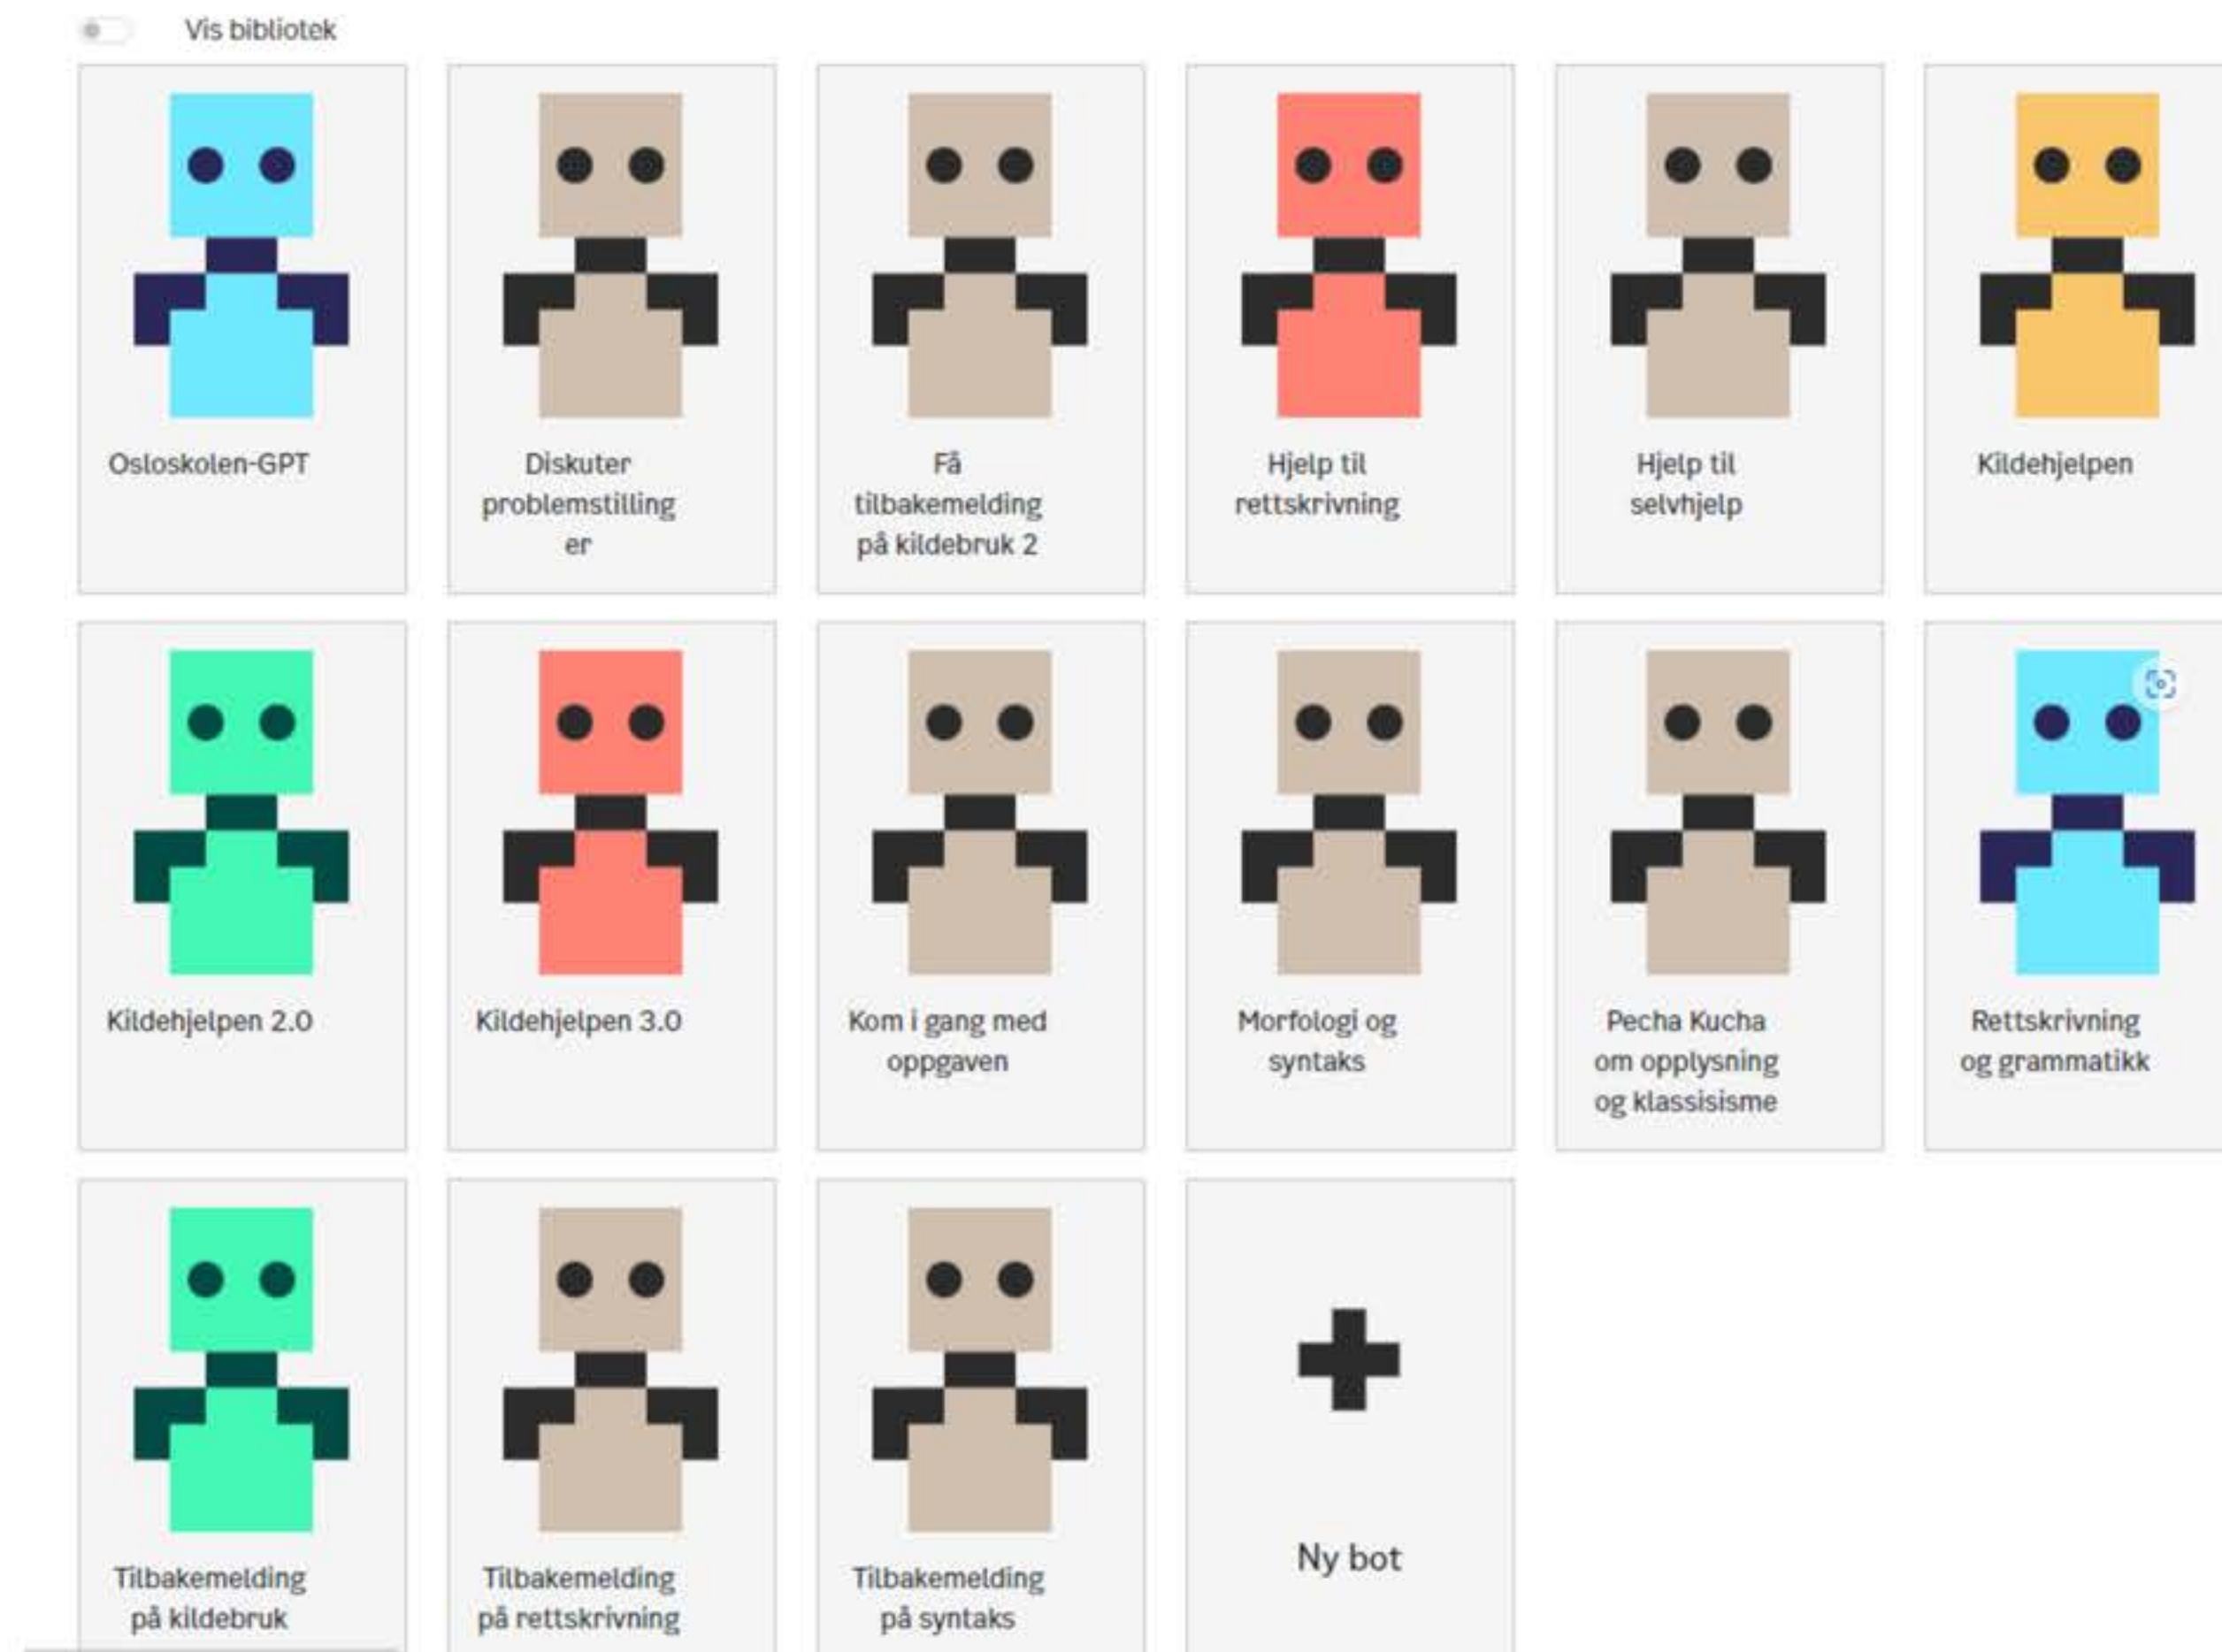 Vis bibliotek
Osloskolen-GPT
Diskuter
problemstilling
er
Få
tilbakemelding
på kildebruk 2
Hjelp til
rettskrivning
Hjelp til
selvhjelp
Kildehjelpen
Kildehjelpen 2.0
Kildehjelpen 3.0
Kom i gang med
oppgaven
Morfologi og
syntaks
Pecha Kucha
om opplysning
og klassisisme
Rettskrivning
og grammatikk
Tilbakemelding
på kildebruk
Tilbakemelding
på rettskrivning
Tilbakemelding
på syntaks
Ny bot